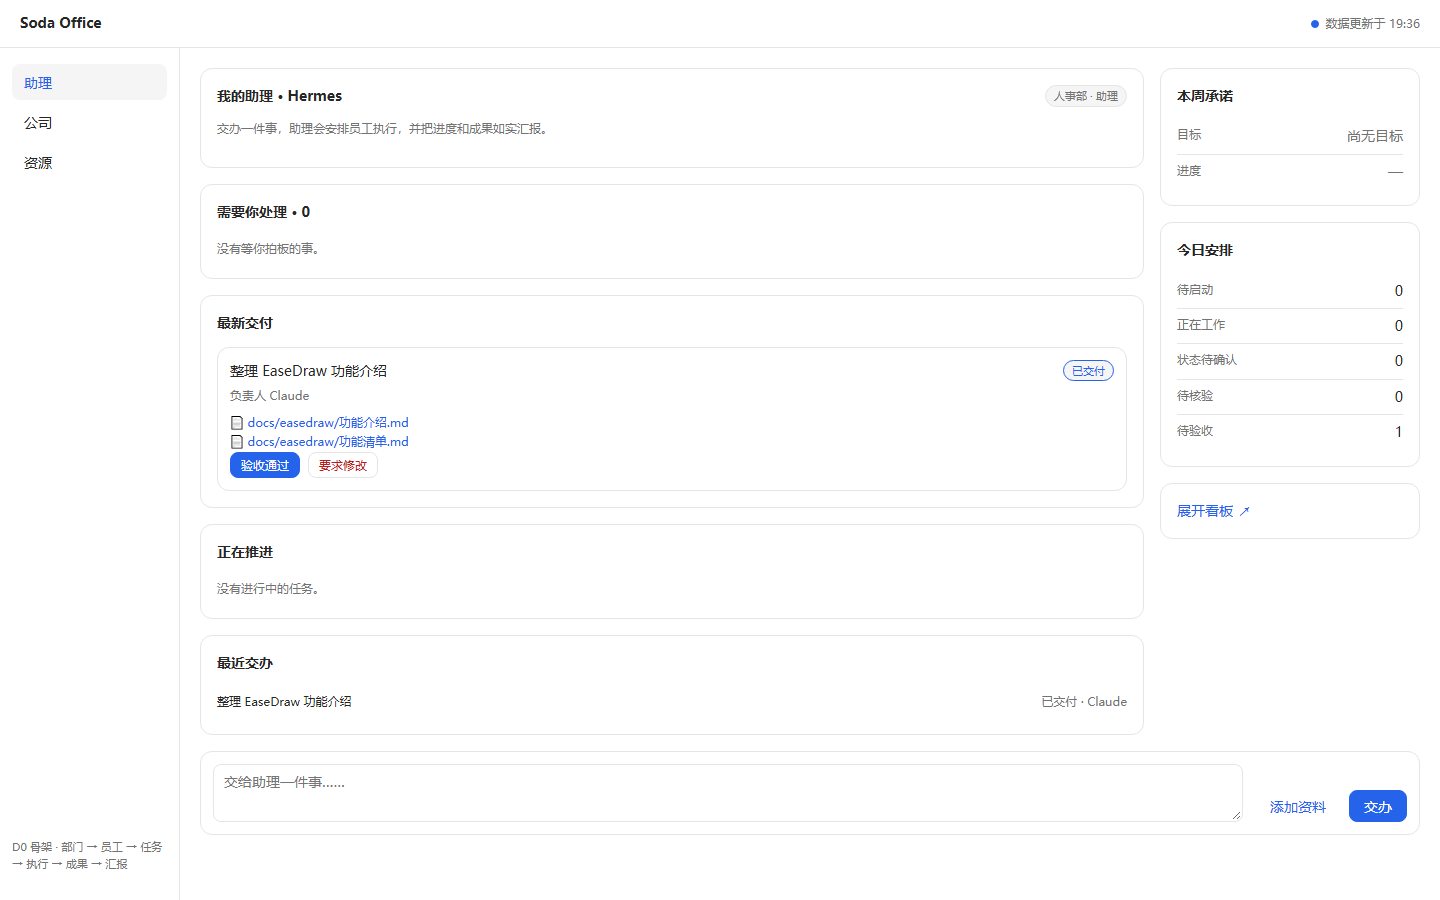 Soda Office
数据更新于 19:36
助理
公司
资源
D0 骨架 · 部门 → 员工 → 任务
→ 执行 → 成果 → 汇报
我的助理 • Hermes
人事部 · 助理
交办一件事，助理会安排员工执行，并把进度和成果如实汇报。
需要你处理 • 0
没有等你拍板的事。
最新交付
整理 EaseDraw 功能介绍
已交付
负责人 Claude
docs/easedraw/功能介绍.md
docs/easedraw/功能清单.md
验收通过 要求修改
正在推进
没有进行中的任务。
最近交办
整理 EaseDraw 功能介绍
已交付 · Claude
本周承诺
目标 尚无目标
进度 —
今日安排
待启动 0
正在工作 0
状态待确认 0
待核验 0
待验收 1
展开看板 ↗
交给助理一件事……
添加资料 交办